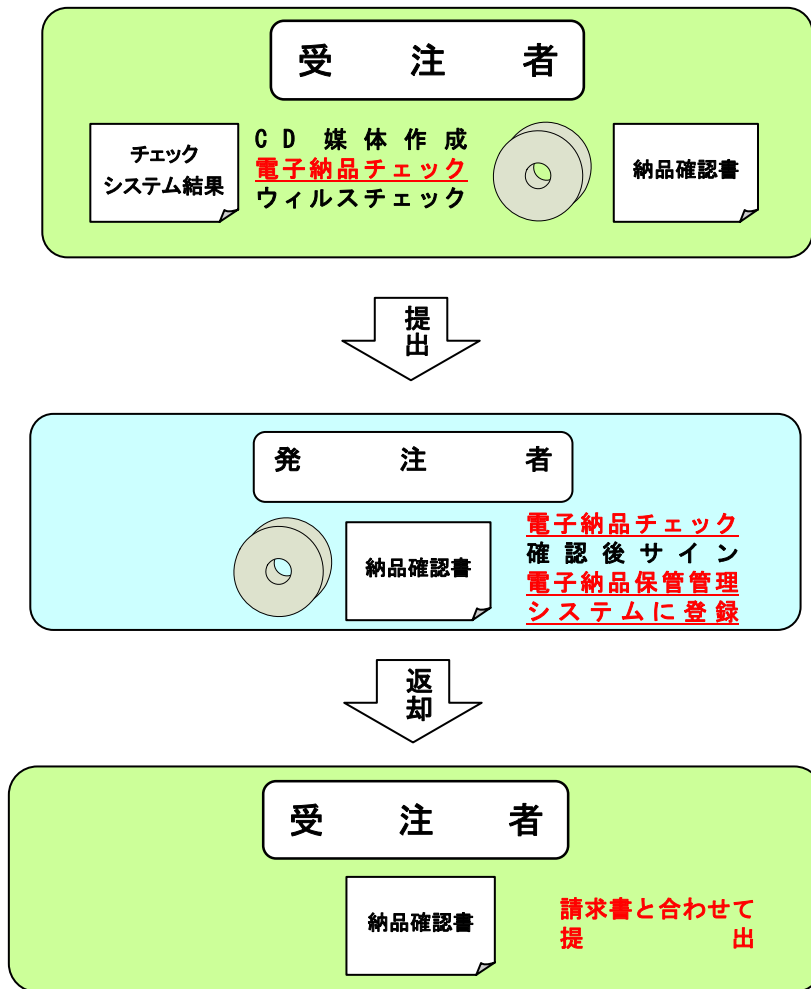 受注者
チェック
システム結果
CD媒体作成
電子納品チェック
ウィルスチェック
納品確認書
提出
発注者
納品確認書
電子納品チェック
確認後サイン
電子納品保管管理
システムに登録
返却
受注者
納品確認書
請求書と合わせて
提出